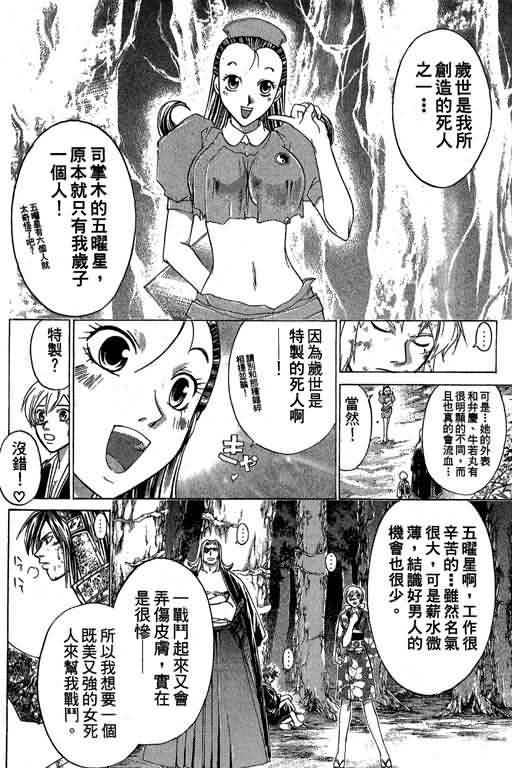 歲世是我所
創造的死人
之一…
司掌木的五曜星，
原本就只有我歲子
一個人！
五曜星有六個人就
太奇怪了吧？
…
可是…她的外表
和弁慶、牛若丸有
很明顯的不同，而
且也真的會流血…
當然！
因為歲世是
特製的死人啊
請別和那種雜碎
相提並論！
特製？
沒錯！♡
五曜星啊，工作很
辛苦的…雖然名氣
很大，可是薪水微
薄，結識好男人的
機會也很少。
一戰鬥起來又會
弄傷皮膚，實在
是很慘——
所以我想要一個
既美又強的女死
人來幫我戰鬥。